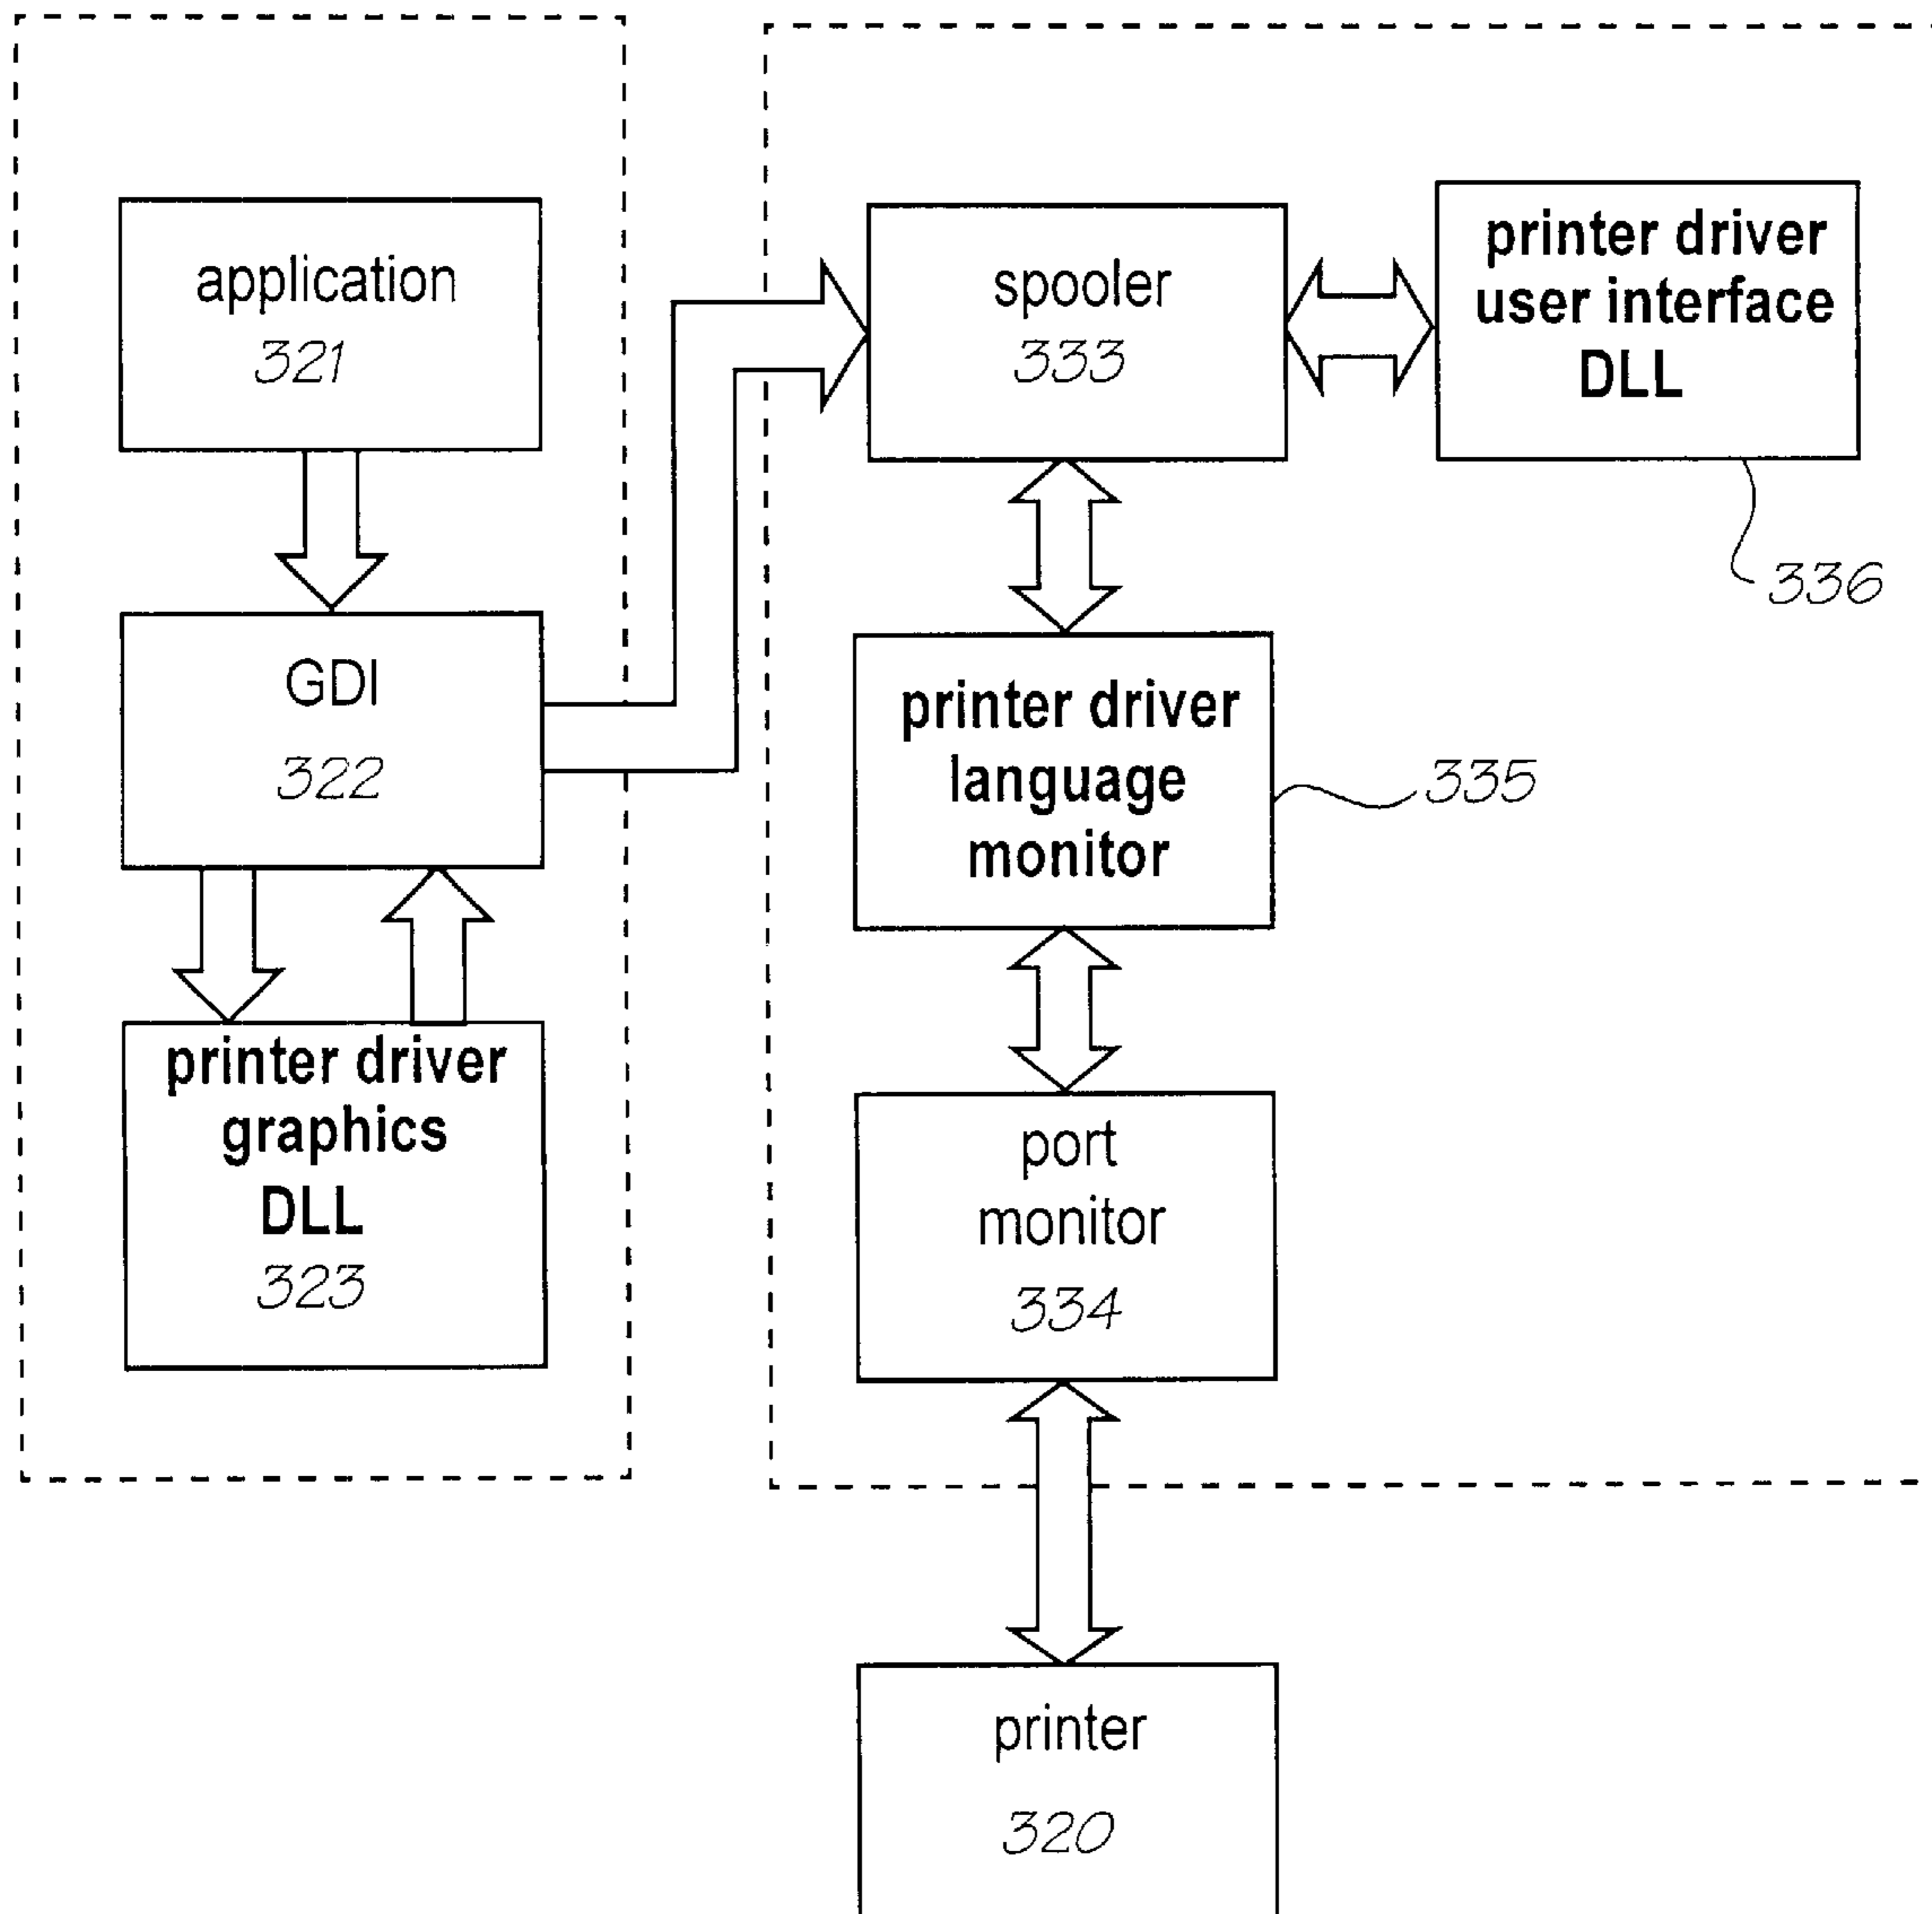 application
321
GDI
322
printer driver
graphics
DLL
323
spooler
333
printer driver
user interface
DLL
336
printer driver
language
monitor
335
port
monitor
334
printer
320